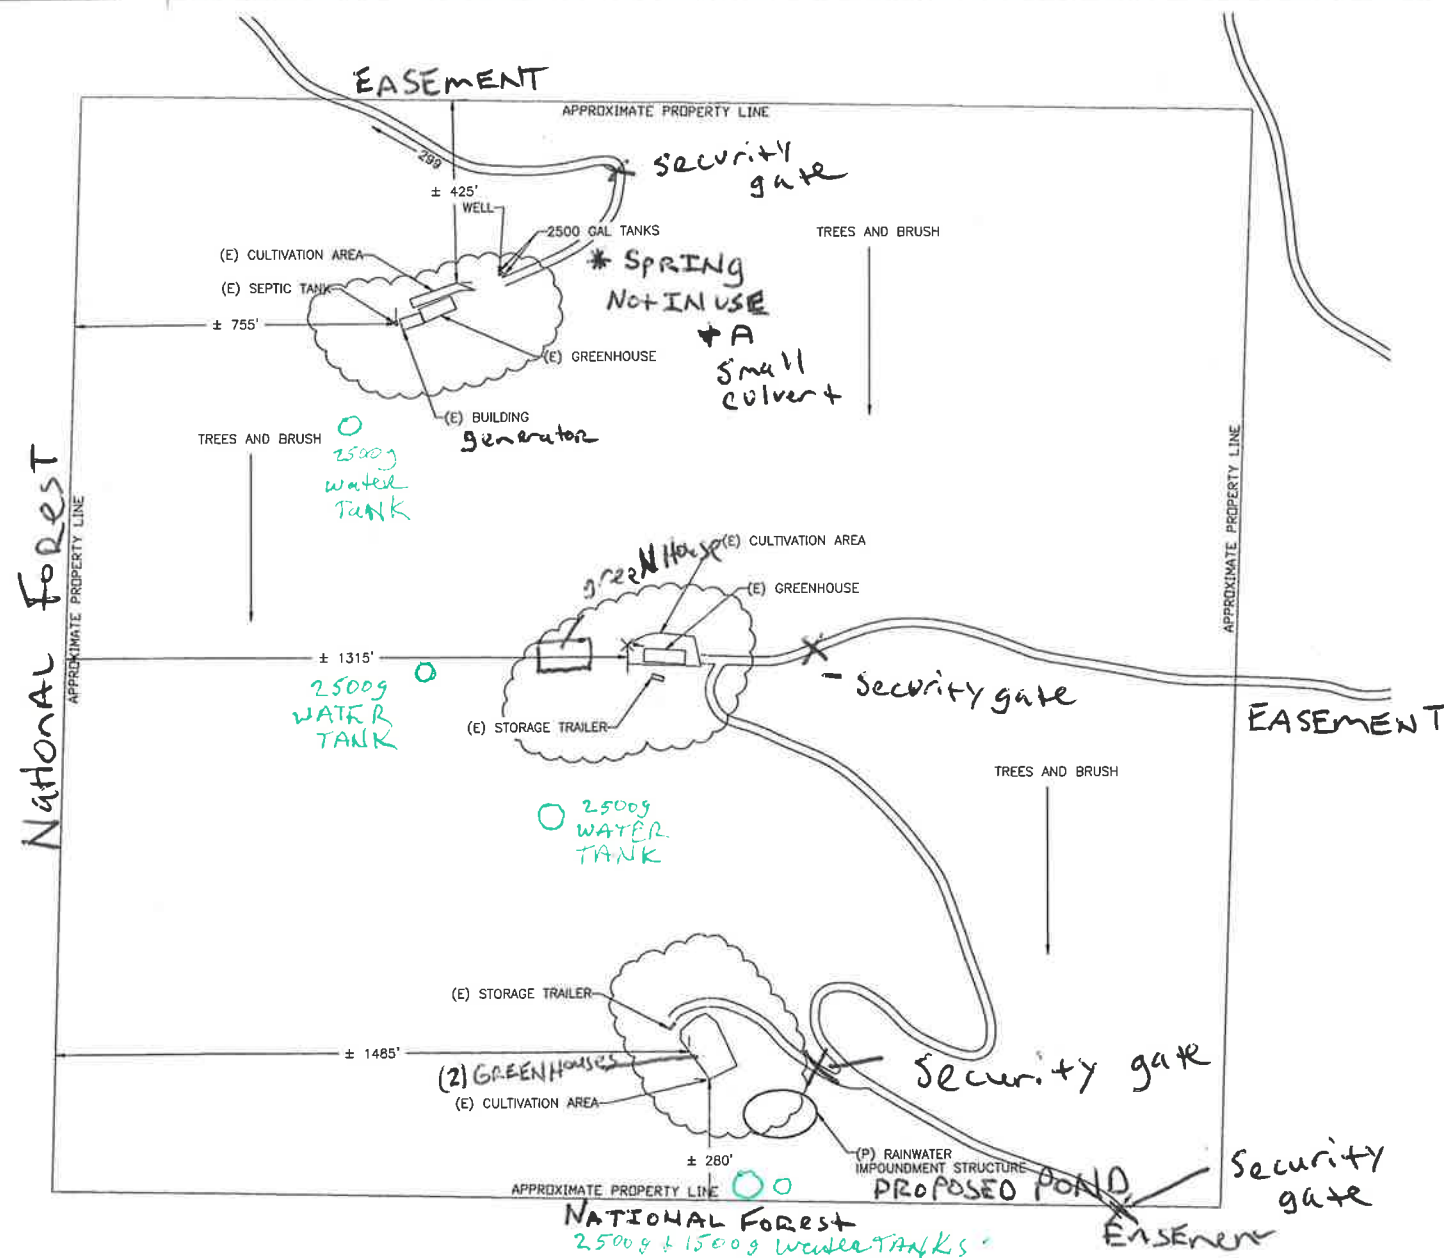 EASEMENT
APPROXIMATE PROPERTY LINE
299
security
gate
± 425'
WELL
2500 GAL TANKS
TREES AND BRUSH
(E) CULTIVATION AREA
* SPRINg
Not IN USE
+ A
small
culvert
(E) SEPTIC TANK
± 755'
(E) GREENHOUSE
(E) BUILDING
generator
TREES AND BRUSH
2500g
water
TANK
National Forest
APPROXIMATE PROPERTY LINE
APPROXIMATE PROPERTY LINE
greeNHouse
(E) CULTIVATION AREA
(E) GREENHOUSE
± 1315'
2500g
WATER
TANK
- Security gate
EASEMENT
(E) STORAGE TRAILER
TREES AND BRUSH
2500g
WATER
TANK
(E) STORAGE TRAILER
± 1485'
(2) GREENHouses
(E) CULTIVATION AREA
Security gate
± 280'
(P) RAINWATER
IMPOUNDMENT STRUCTURE
PROPOSED POND
Security
gate
APPROXIMATE PROPERTY LINE
NATIONAL FOREST
EASEMENT
2500g + 1500g water TANKS